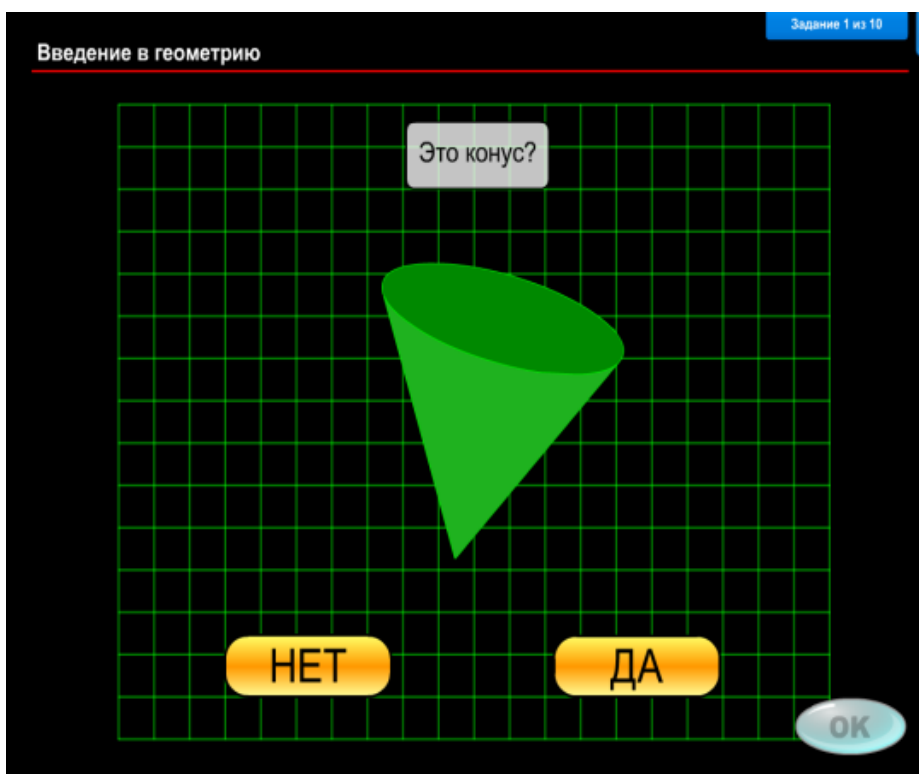 Задание 1 из 10
Введение в геометрию
Это конус?
НЕТ
ДА
OK